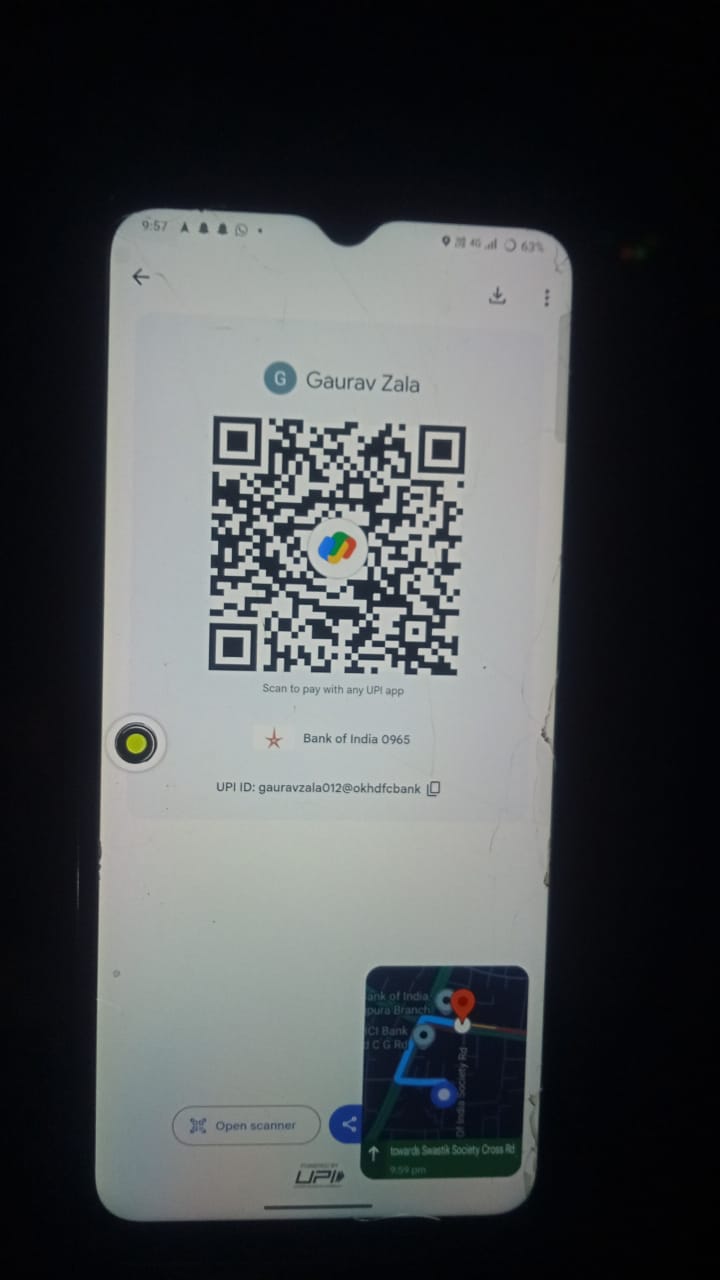 9:57
4G 63%
G Gaurav Zala
Scan to pay with any UPI app
Bank of India 0965
UPI ID: gauravzala012@okhdfcbank
ank of India
pura Branch
ICI Bank
C G Rd
Of India Society Rd
Open scanner
towards Swastik Society Cross Rd
9:59 pm
POWERED BY
UPI